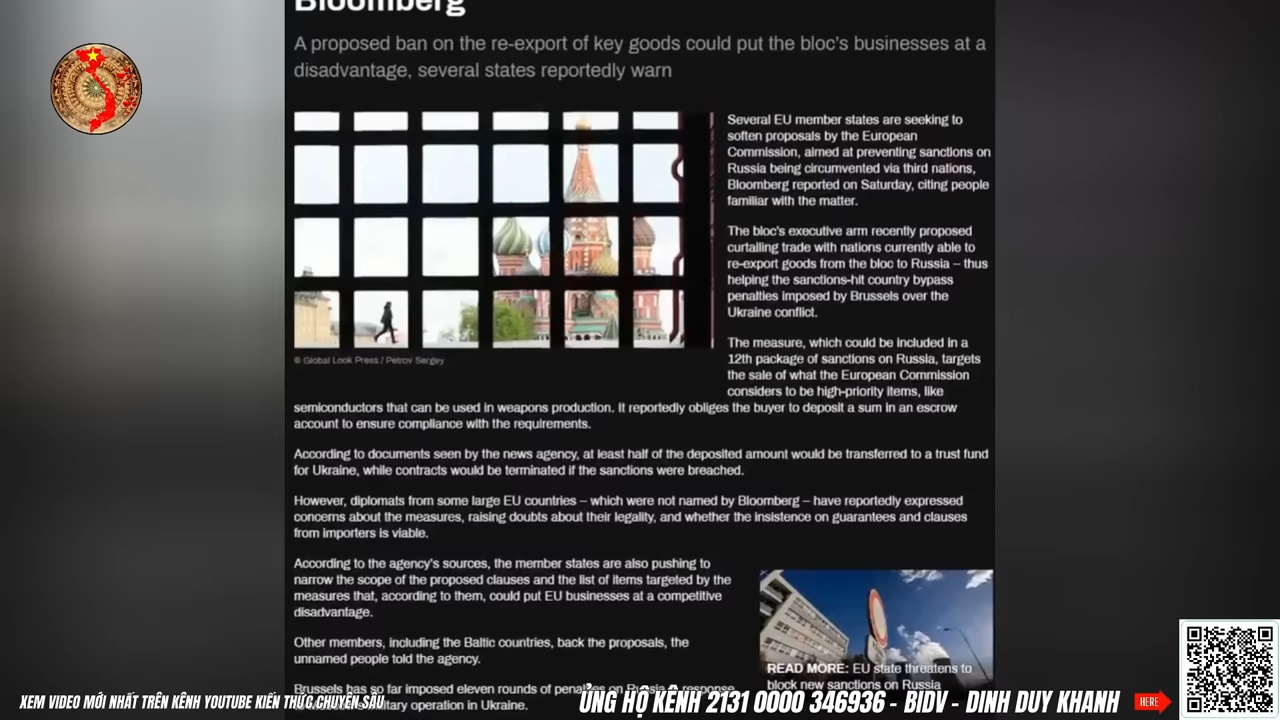 Bloomberg
A proposed ban on the re-export of key goods could put the bloc's businesses at a
disadvantage, several states reportedly warn
Several EU member states are seeking to
soften proposals by the European
Commission, aimed at preventing sanctions on
Russia being circumvented via third nations,
Bloomberg reported on Saturday, citing people
familiar with the matter.
The bloc's executive arm recently proposed
curtailing trade with nations currently able to
re-export goods from the bloc to Russia – thus
helping the sanctions-hit country bypass
penalties imposed by Brussels over the
Ukraine conflict.
© Global Look Press / Petrov Sergey
The measure, which could be included in a
12th package of sanctions on Russia, targets
the sale of what the European Commission
considers to be high-priority items, like
semiconductors that can be used in weapons production. It reportedly obliges the buyer to deposit a sum in an escrow
account to ensure compliance with the requirements.
According to documents seen by the news agency, at least half of the deposited amount would be transferred to a trust fund
for Ukraine, while contracts would be terminated if the sanctions were breached.
However, diplomats from some large EU countries – which were not named by Bloomberg – have reportedly expressed
concerns about the measures, raising doubts about their legality, and whether the insistence on guarantees and clauses
from importers is viable.
According to the agency's sources, the member states are also pushing to
narrow the scope of the proposed clauses and the list of items targeted by the
measures that, according to them, could put EU businesses at a competitive
disadvantage.
Other members, including the Baltic countries, back the proposals, the
unnamed people told the agency.
READ MORE: EU state threatens to
block new sanctions on Russia
Brussels has so far imposed eleven rounds of penalties on Russia response
military operation in Ukraine.
XEM VIDEO MỚI NHẤT TRÊN KÊNH YOUTUBE KIẾN THỨC CHUYÊN SÂU
ỦNG HỘ KÊNH 2131 0000 346936 - BIDV - DINH DUY KHANH
HERE